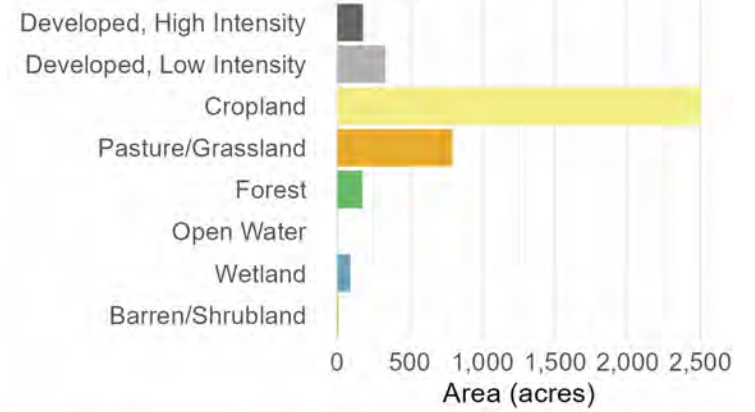 Developed, High Intensity
Developed, Low Intensity
Cropland
Pasture/Grassland
Forest
Open Water
Wetland
Barren/Shrubland
0 500 1,000 1,500 2,000 2,500
Area (acres)